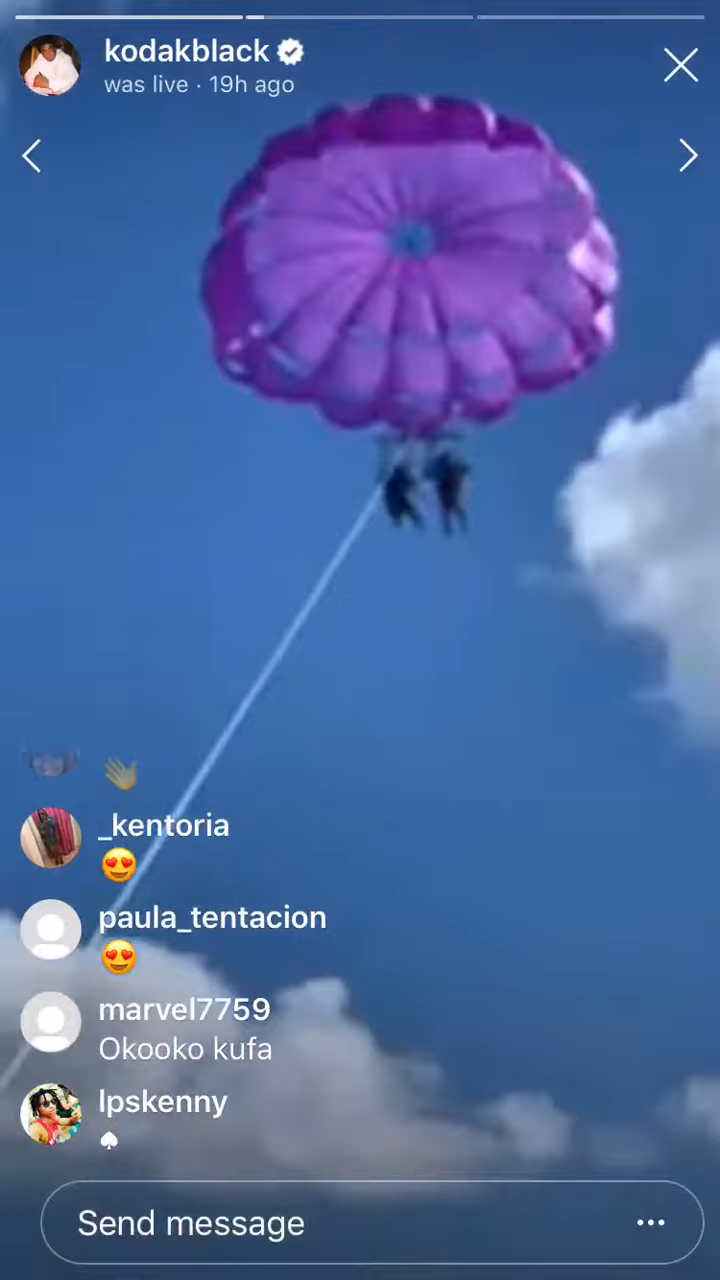 kodakblack
was live · 19h ago
_kentoria
😍
paula_tentacion
😍
marvel7759
Okooko kufa
lpskenny
♠
Send message